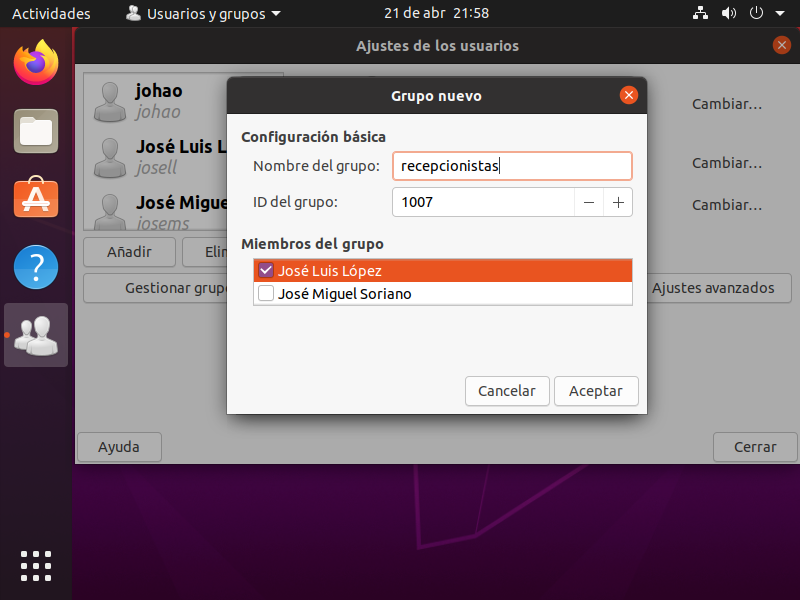 Actividades
Usuarios y grupos
21 de abr 21:58
Ajustes de los usuarios
johao
johao
José Luis L
josell
José Migue
josems
Cambiar…
Cambiar…
Cambiar…
Añadir
Elin
Gestionar grupo
Ajustes avanzados
Ayuda
Cerrar
Grupo nuevo
Configuración básica
Nombre del grupo: recepcionistas
ID del grupo: 1007 − +
Miembros del grupo
José Luis López
José Miguel Soriano
Cancelar
Aceptar